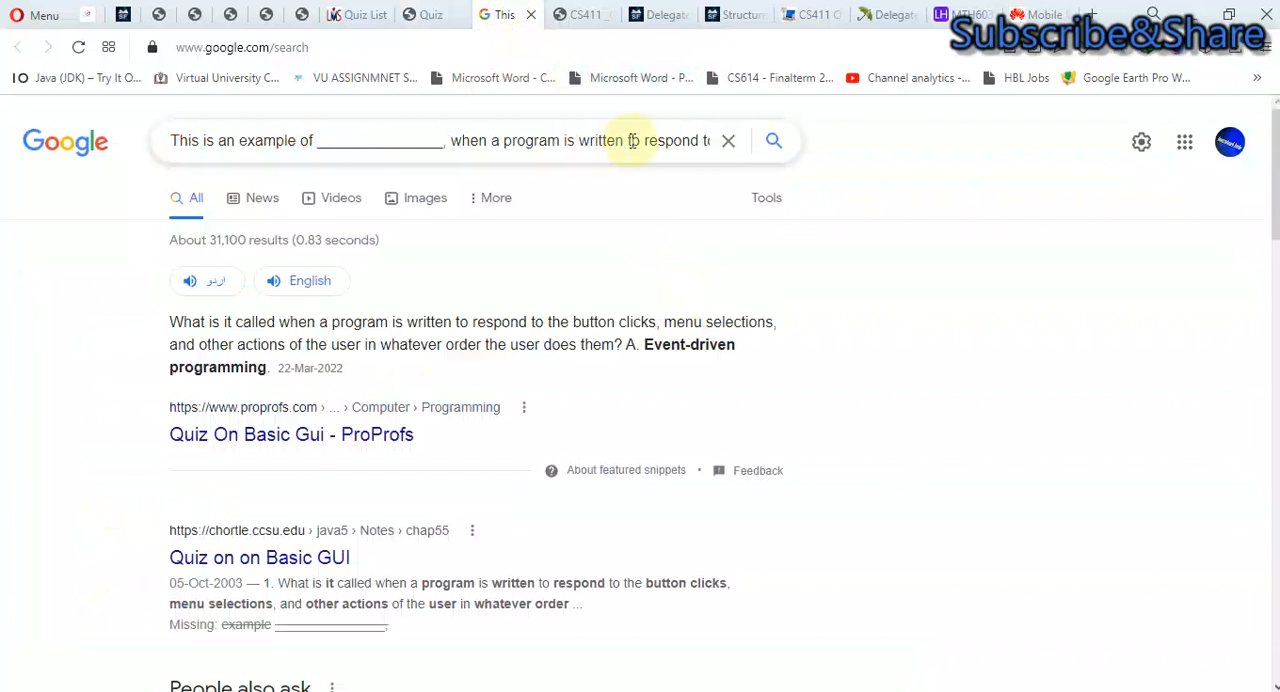 Menu
Quiz List
Quiz
This
CS411
Delegate
Structur
CS411 Q
Delegate
MTH603
Mobile
Subscribe&Share
www.google.com/search
Java (JDK) – Try It O...
Virtual University C...
VU ASSIGNMNET S...
Microsoft Word - C...
Microsoft Word - P...
CS614 - Finalterm 2...
Channel analytics -...
HBL Jobs
Google Earth Pro W...
»
Google
This is an example of _______________, when a program is written to respond to
All
News
Videos
Images
More
Tools
About 31,100 results (0.83 seconds)
اردو
English
What is it called when a program is written to respond to the button clicks, menu selections,
and other actions of the user in whatever order the user does them? A. Event-driven
programming. 22-Mar-2022
https://www.proprofs.com › ... › Computer › Programming
Quiz On Basic Gui - ProProfs
About featured snippets • Feedback
https://chortle.ccsu.edu › java5 › Notes › chap55
Quiz on on Basic GUI
05-Oct-2003 — 1. What is it called when a program is written to respond to the button clicks,
menu selections, and other actions of the user in whatever order ...
Missing: example _______________,
People also ask